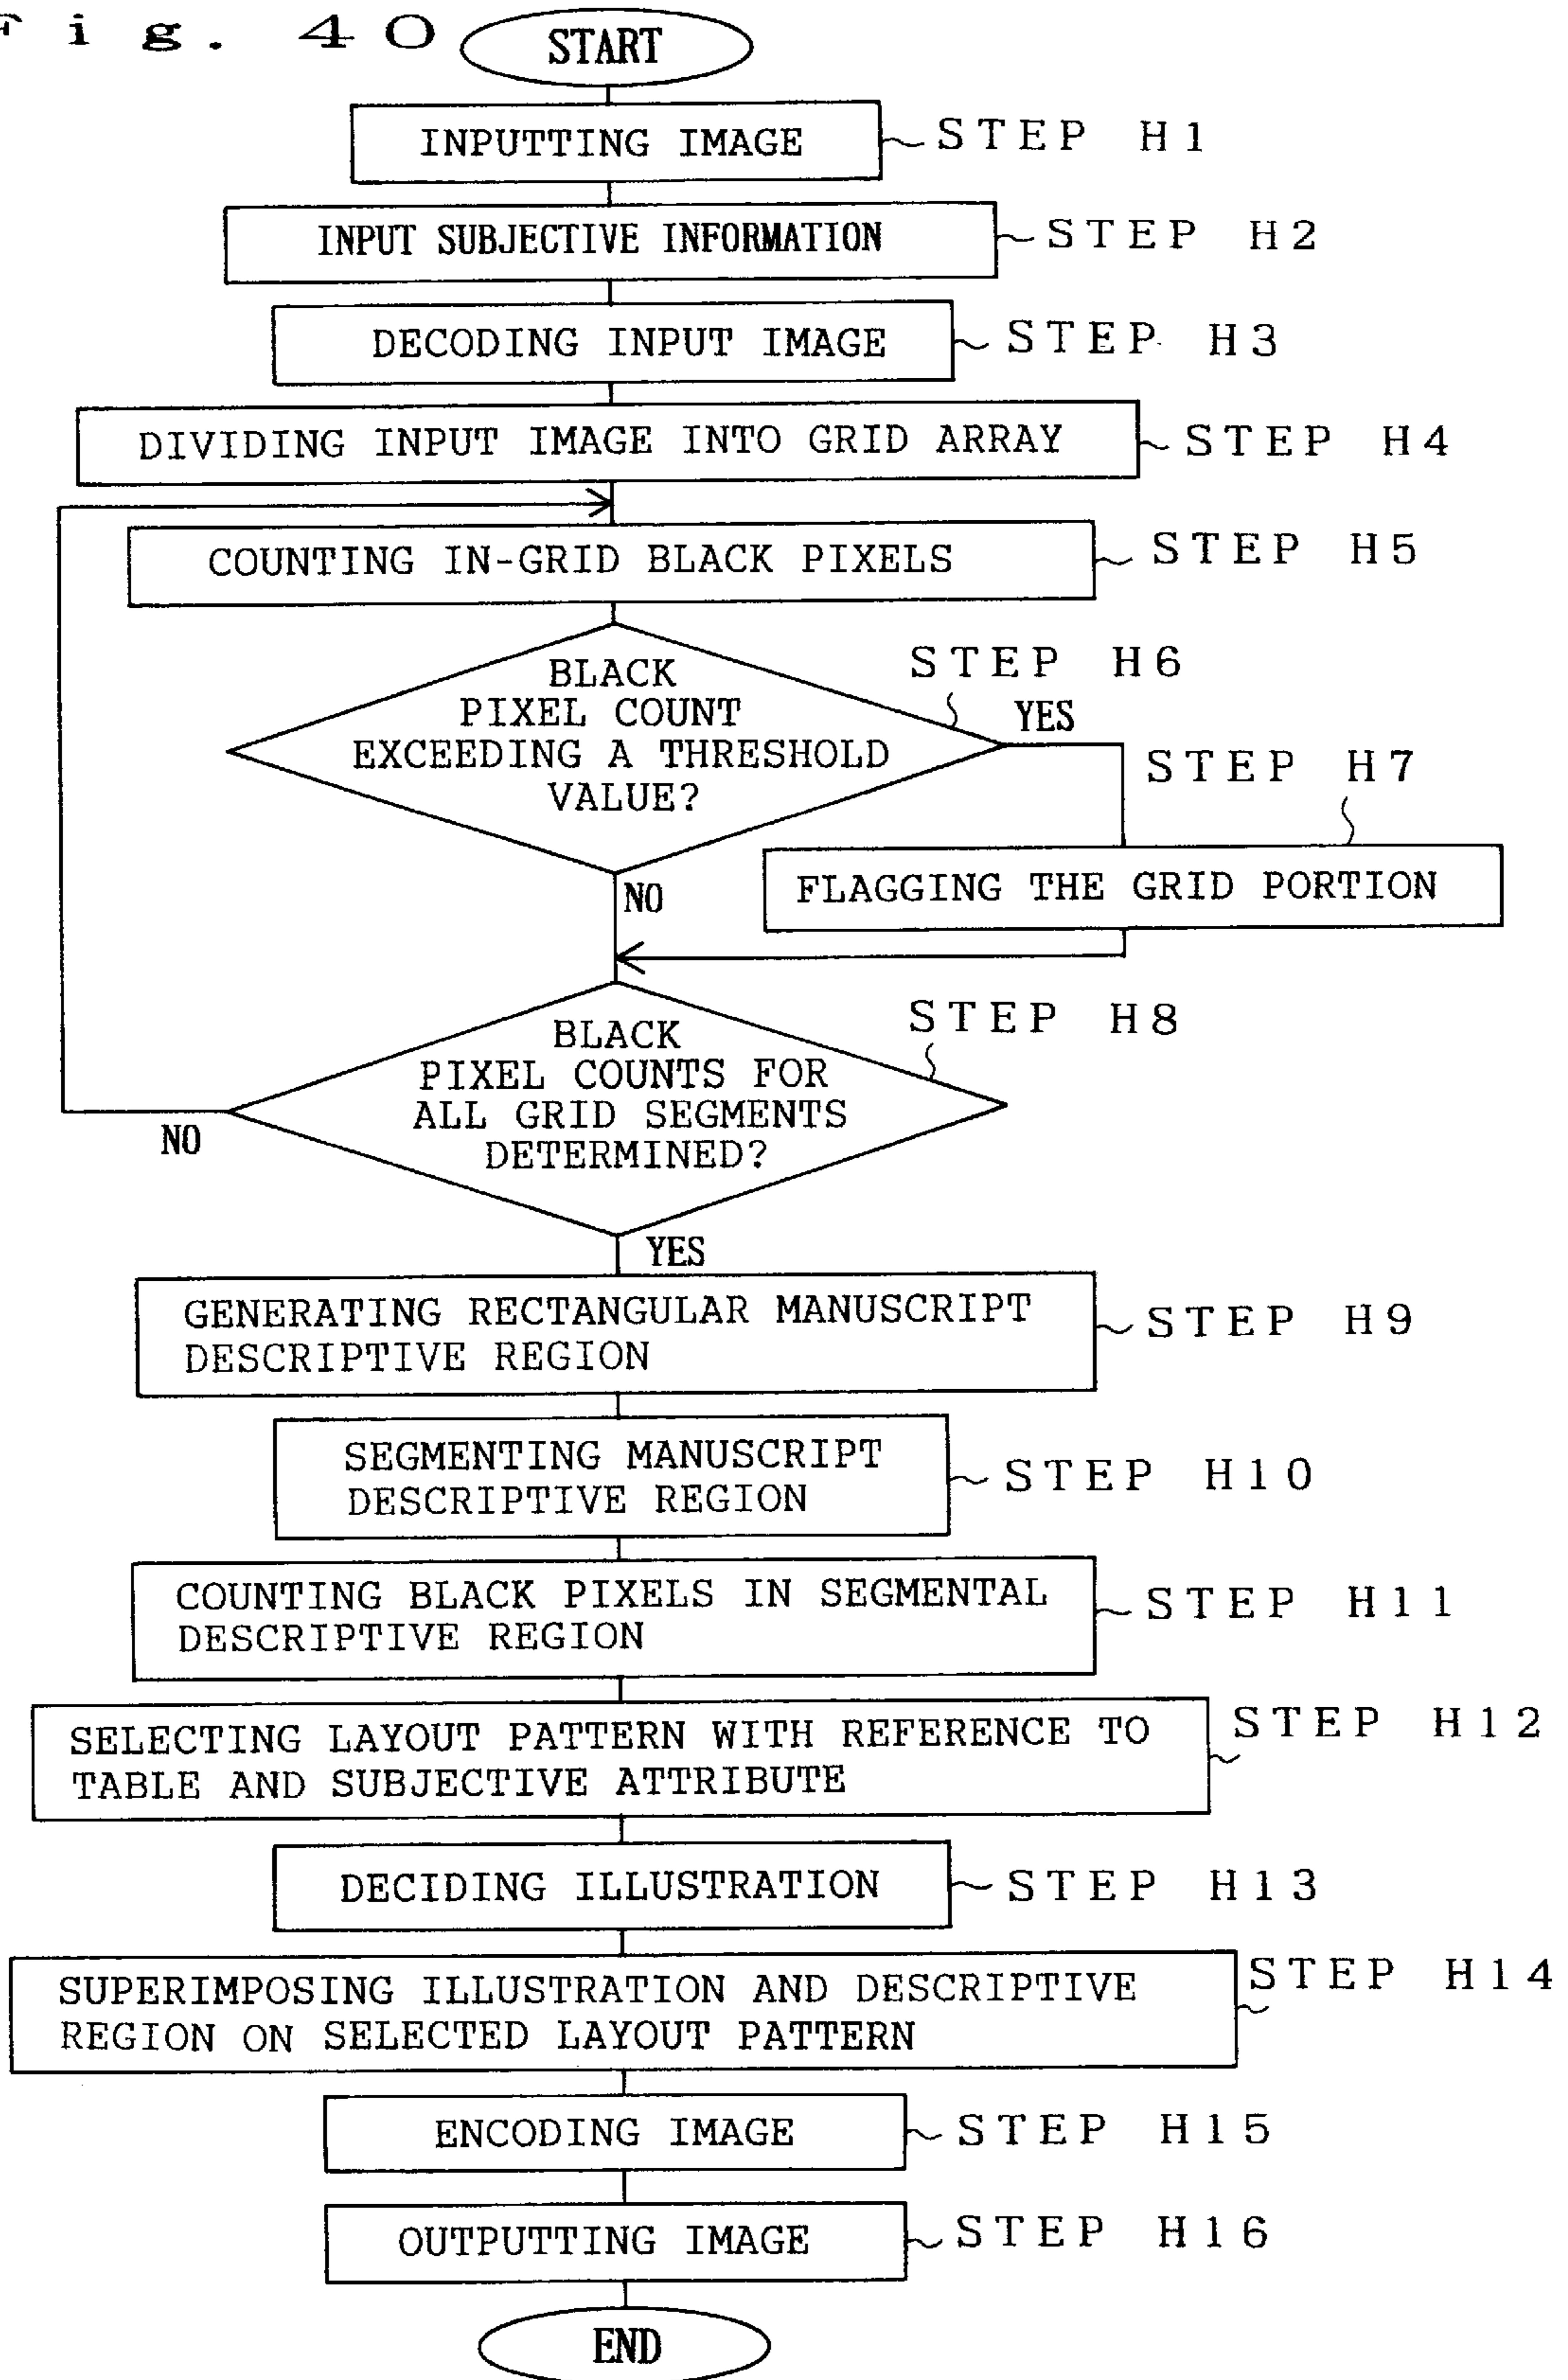 Fig. 40
START
INPUTTING IMAGE
STEP H1
INPUT SUBJECTIVE INFORMATION
STEP H2
DECODING INPUT IMAGE
STEP H3
DIVIDING INPUT IMAGE INTO GRID ARRAY
STEP H4
COUNTING IN-GRID BLACK PIXELS
STEP H5
BLACK
PIXEL COUNT
EXCEEDING A THRESHOLD
VALUE?
STEP H6
YES
STEP H7
FLAGGING THE GRID PORTION
NO
BLACK
PIXEL COUNTS FOR
ALL GRID SEGMENTS
DETERMINED?
STEP H8
NO
YES
GENERATING RECTANGULAR MANUSCRIPT
DESCRIPTIVE REGION
STEP H9
SEGMENTING MANUSCRIPT
DESCRIPTIVE REGION
STEP H10
COUNTING BLACK PIXELS IN SEGMENTAL
DESCRIPTIVE REGION
STEP H11
SELECTING LAYOUT PATTERN WITH REFERENCE TO
TABLE AND SUBJECTIVE ATTRIBUTE
STEP H12
DECIDING ILLUSTRATION
STEP H13
SUPERIMPOSING ILLUSTRATION AND DESCRIPTIVE
REGION ON SELECTED LAYOUT PATTERN
STEP H14
ENCODING IMAGE
STEP H15
OUTPUTTING IMAGE
STEP H16
END